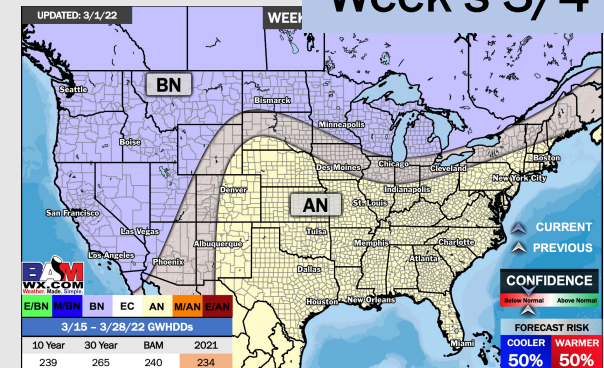 Week's 3/4
UPDATED: 3/1/22
WEEK
Seattle
BN
Bismarck
Minneapolis
Boise
Des Moines
Chicago
Cleveland
Boston
New York City
Denver
Indianapolis
San Francisco
AN
St. Louis
Las Vegas
Tulsa
Memphis
Charlotte
CURRENT
Albuquerque
PREVIOUS
Los Angeles
Phoenix
Atlanta
Dallas
BAM
WX.COM
Weather. Made. Simple.
CONFIDENCE
Houston
New Orleans
Below Normal
Above Normal
E/BN M/BN BN EC AN M/AN E/AN
3/15 – 3/28/22 GWHDDs
FORECAST RISK
10 Year 30 Year BAM 2021
Miami
COOLER WARMER
239 265 240 234
50% 50%